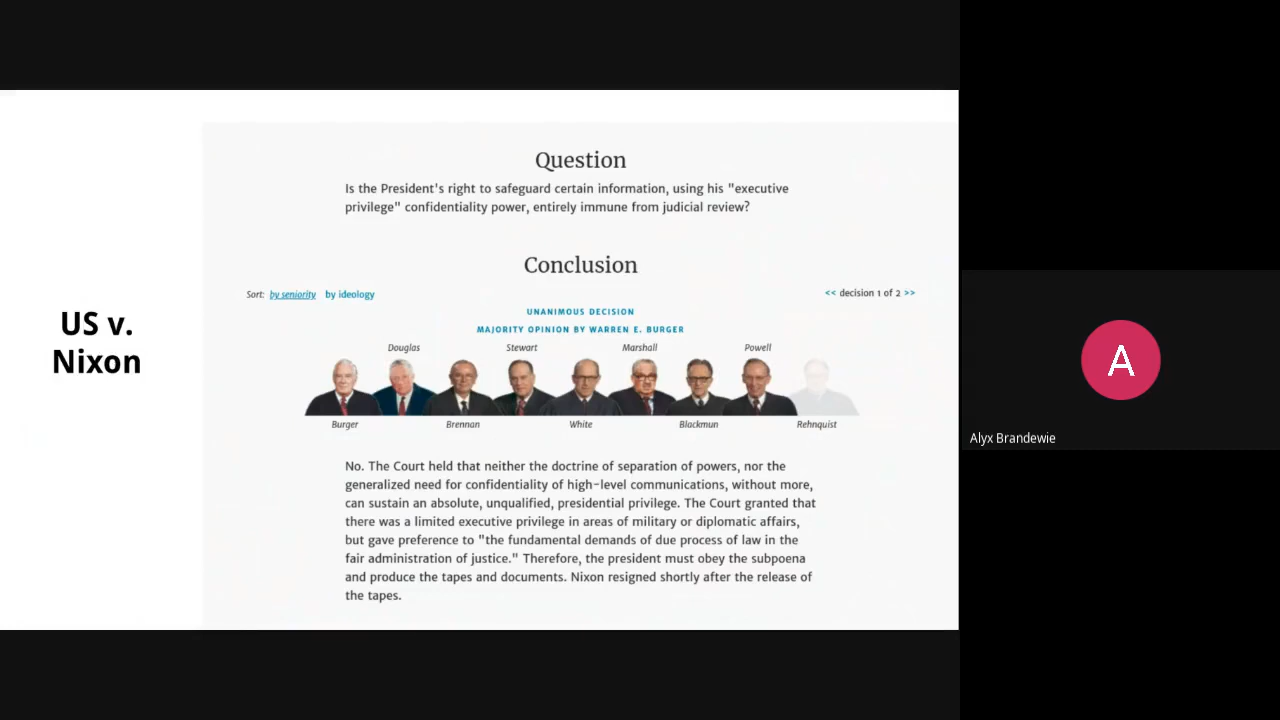 US v.
Nixon
Question
Is the President's right to safeguard certain information, using his "executive
privilege" confidentiality power, entirely immune from judicial review?
Conclusion
Sort: by seniority by ideology
<< decision 1 of 2 >>
UNANIMOUS DECISION
MAJORITY OPINION BY WARREN E. BURGER
Douglas Stewart Marshall Powell
Burger Brennan White Blackmun Rehnquist
No. The Court held that neither the doctrine of separation of powers, nor the
generalized need for confidentiality of high-level communications, without more,
can sustain an absolute, unqualified, presidential privilege. The Court granted that
there was a limited executive privilege in areas of military or diplomatic affairs,
but gave preference to "the fundamental demands of due process of law in the
fair administration of justice." Therefore, the president must obey the subpoena
and produce the tapes and documents. Nixon resigned shortly after the release of
the tapes.
A
Alyx Brandewie